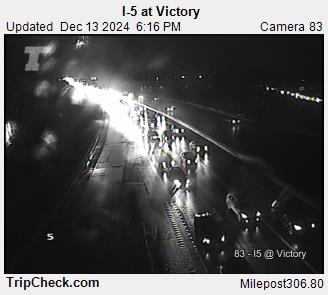 I-5 at Victory
Updated Dec 13 2024 6:16 PM Camera 83
T
S
83 - I5 @ Victory
TripCheck.com Milepost306.80